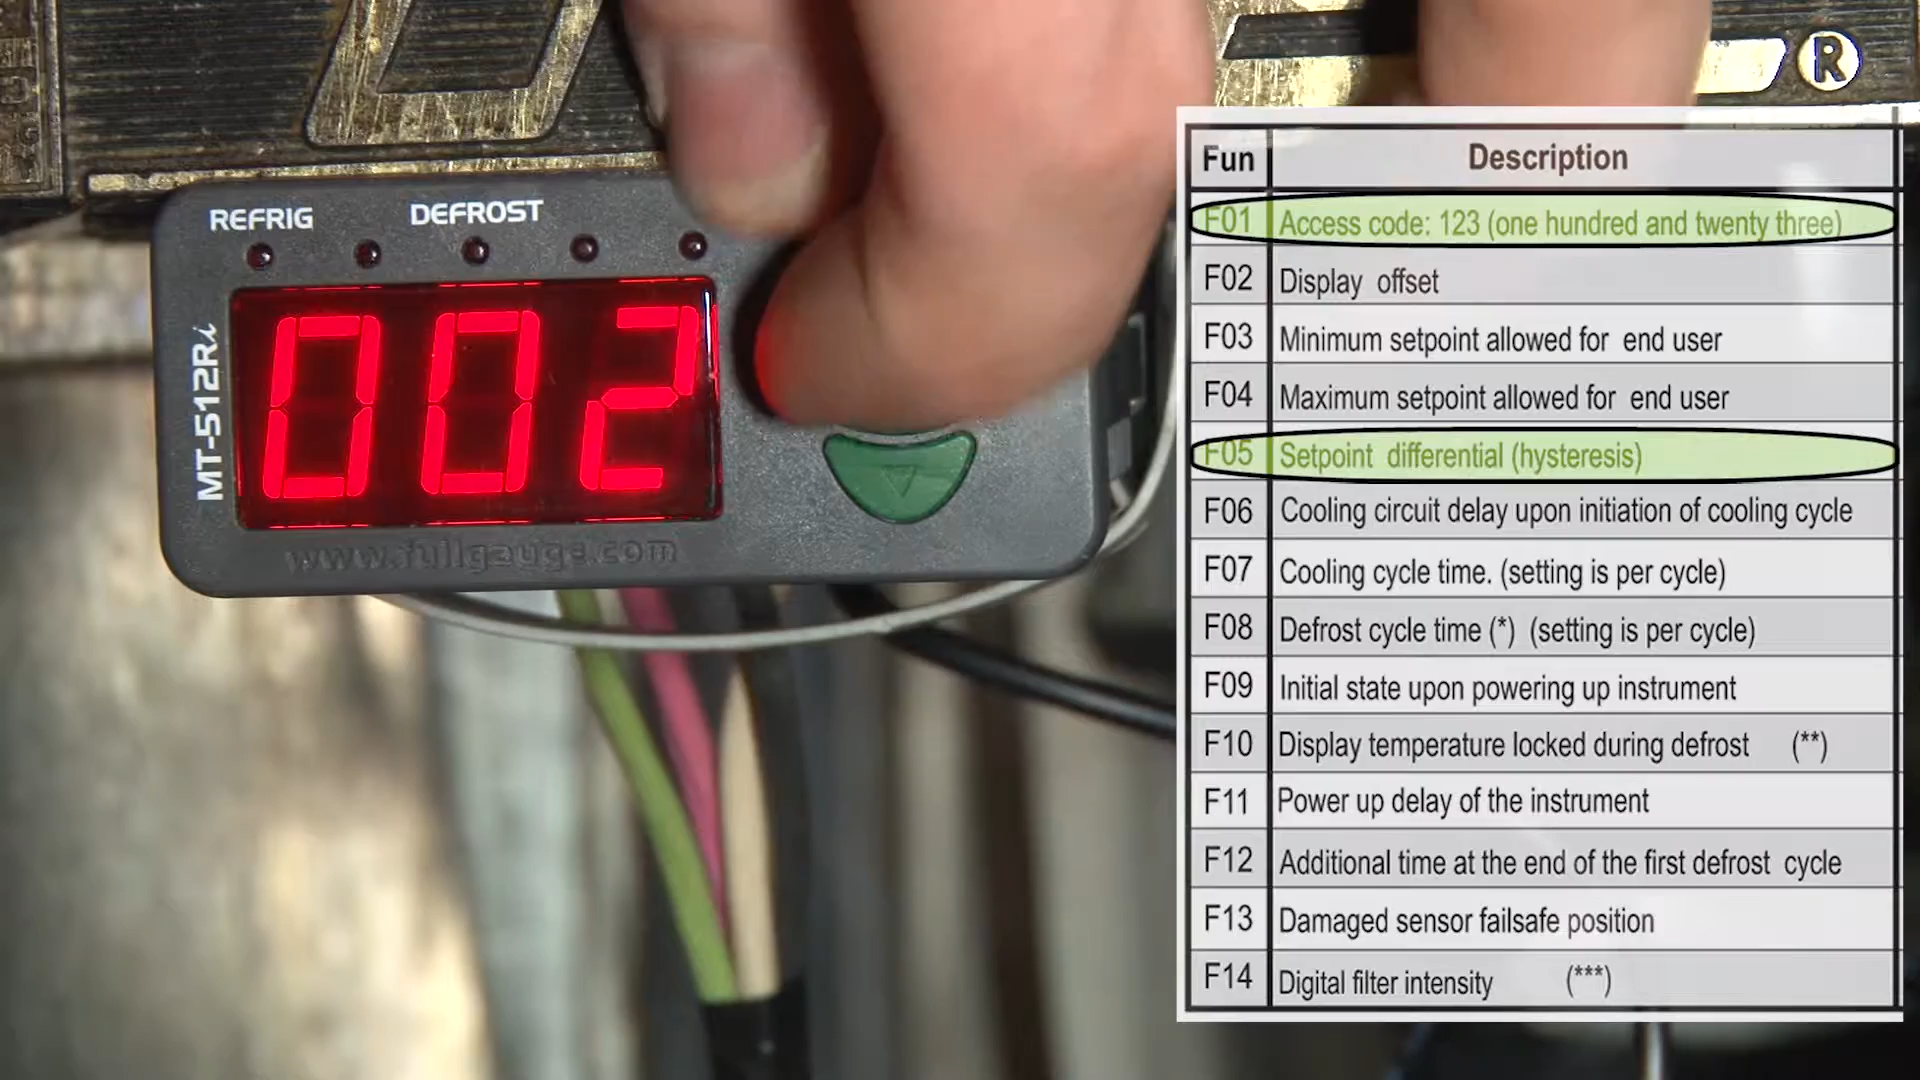 ®
REFRIG DEFROST
MT-512Ri
002
www.fullgauge.com
Fun Description
F01 Access code: 123 (one hundred and twenty three)
F02 Display offset
F03 Minimum setpoint allowed for end user
F04 Maximum setpoint allowed for end user
F05 Setpoint differential (hysteresis)
F06 Cooling circuit delay upon initiation of cooling cycle
F07 Cooling cycle time. (setting is per cycle)
F08 Defrost cycle time (*) (setting is per cycle)
F09 Initial state upon powering up instrument
F10 Display temperature locked during defrost (**)
F11 Power up delay of the instrument
F12 Additional time at the end of the first defrost cycle
F13 Damaged sensor failsafe position
F14 Digital filter intensity (***)